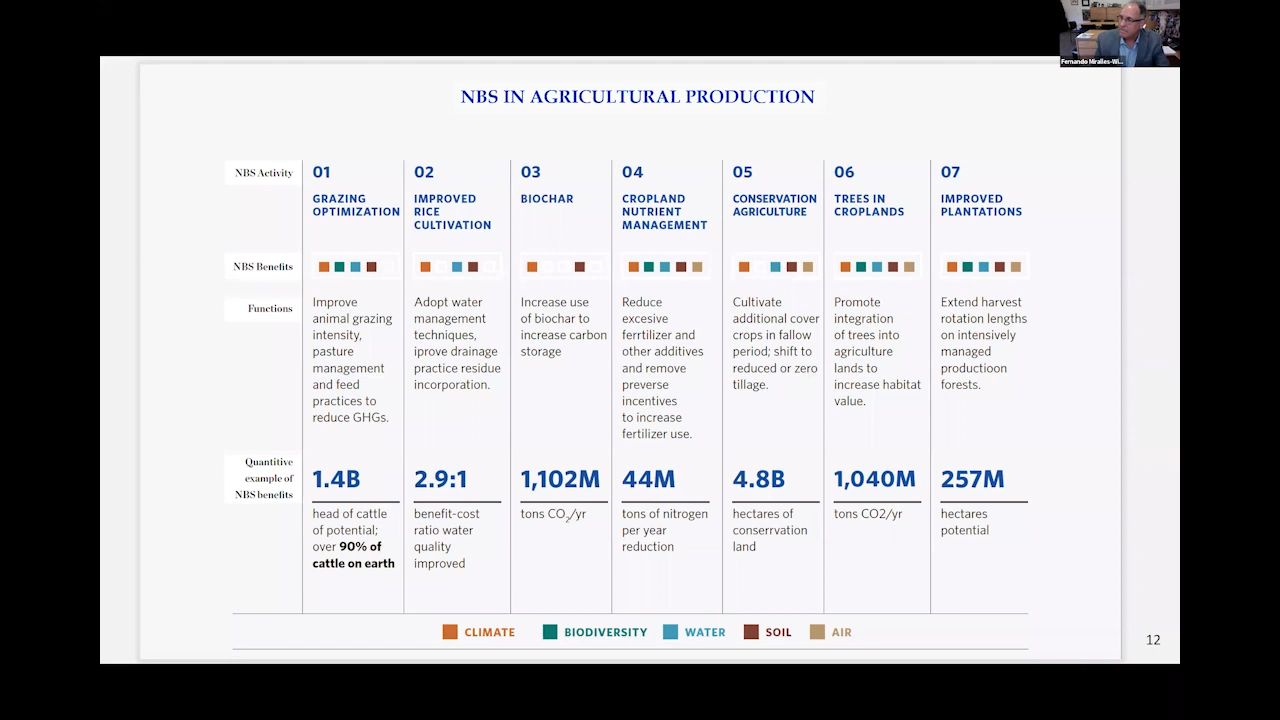 Fernando Miralles-Wi...
NBS IN AGRICULTURAL PRODUCTION
NBS Activity
01
GRAZING
OPTIMIZATION
02
IMPROVED
RICE
CULTIVATION
03
BIOCHAR
04
CROPLAND
NUTRIENT
MANAGEMENT
05
CONSERVATION
AGRICULTURE
06
TREES IN
CROPLANDS
07
IMPROVED
PLANTATIONS
NBS Benefits
Functions
Improve
animal grazing
intensity,
pasture
management
and feed
practices to
reduce GHGs.
Adopt water
management
techniques,
iprove drainage
practice residue
incorporation.
Increase use
of biochar to
increase carbon
storage
Reduce
excesive
ferrtilizer and
other additives
and remove
preverse
incentives
to increase
fertilizer use.
Cultivate
additional cover
crops in fallow
period; shift to
reduced or zero
tillage.
Promote
integration
of trees into
agriculture
lands to
increase habitat
value.
Extend harvest
rotation lengths
on intensively
managed
productioon
forests.
Quantitive
example of
NBS benefits
1.4B
head of cattle
of potential;
over 90% of
cattle on earth
2.9:1
benefit-cost
ratio water
quality
improved
1,102M
tons CO₂/yr
44M
tons of nitrogen
per year
reduction
4.8B
hectares of
conservration
land
1,040M
tons CO2/yr
257M
hectares
potential
CLIMATE
BIODIVERSITY
WATER
SOIL
AIR
12